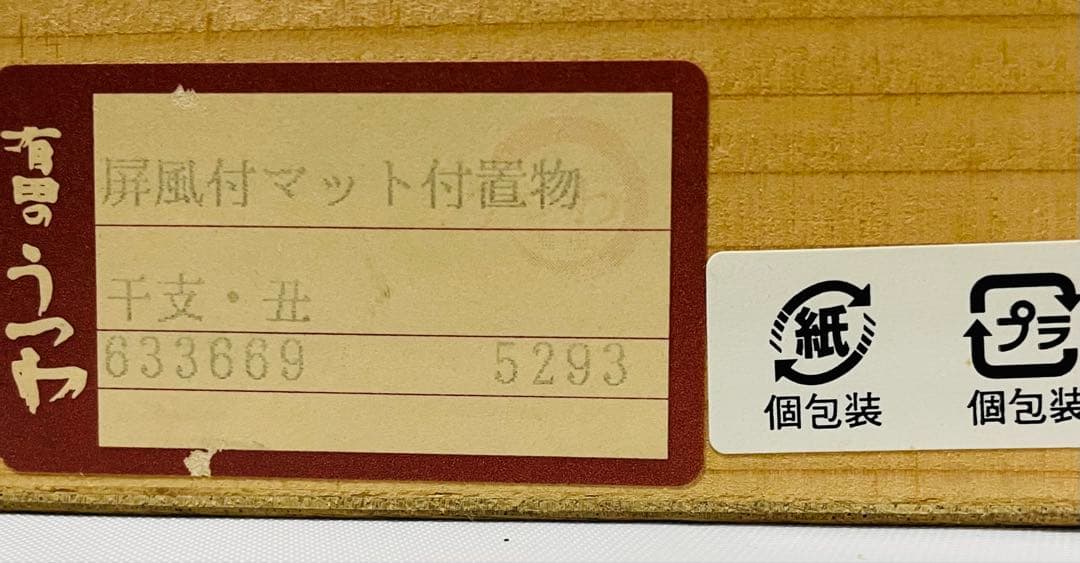 有田のうつわ
屏風付マット付置物
干支・丑
633669 5293
紙
個包装
プラ
個包装